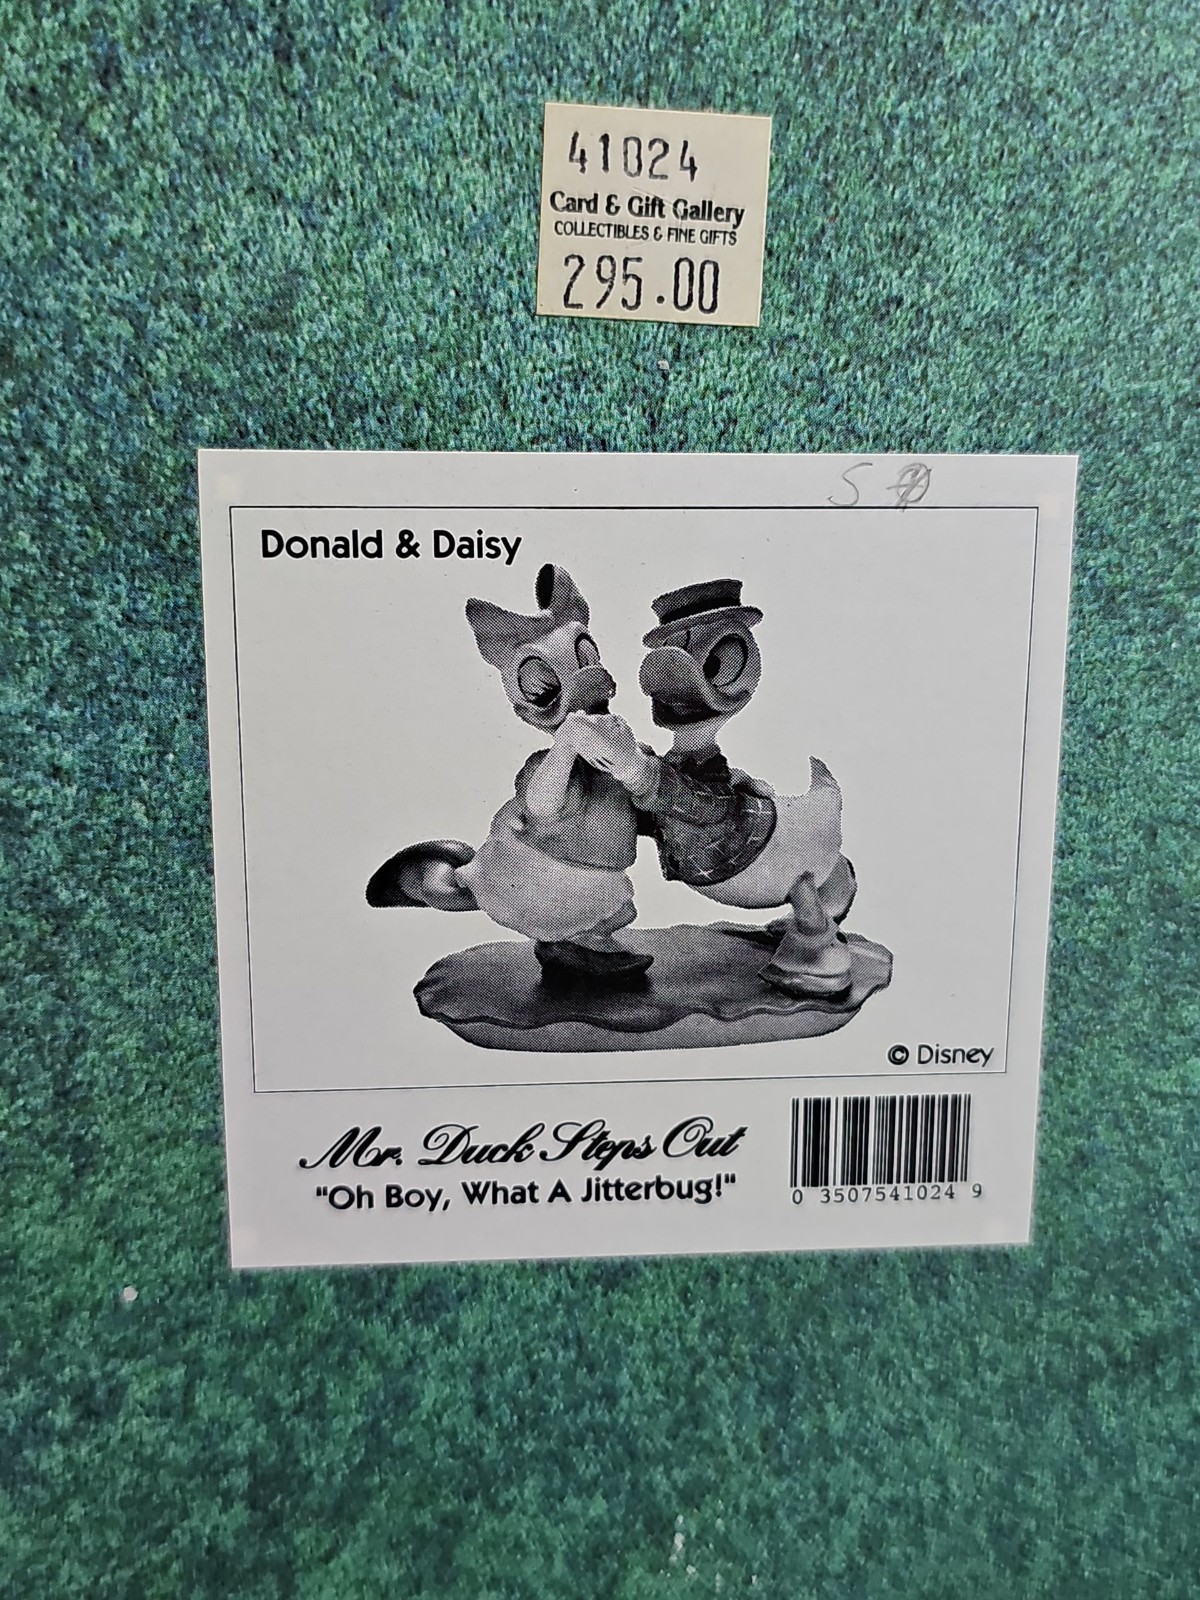 41024
Card & Gift Gallery
COLLECTIBLES & FINE GIFTS
295.00
Donald & Daisy
© Disney
Mr. Duck Steps Out
"Oh Boy, What A Jitterbug!"
0 3507541024 9